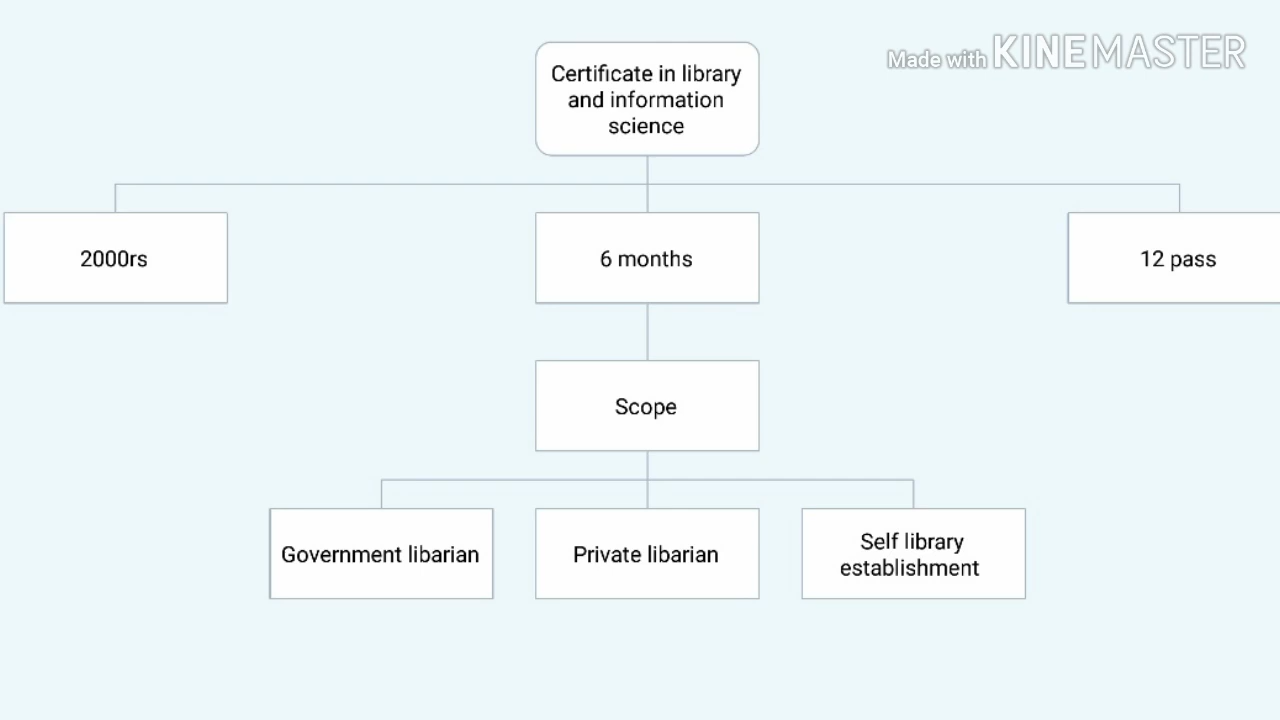 Made with KINEMASTER
Certificate in library
and information
science
2000rs
6 months
12 pass
Scope
Government libarian
Private libarian
Self library
establishment